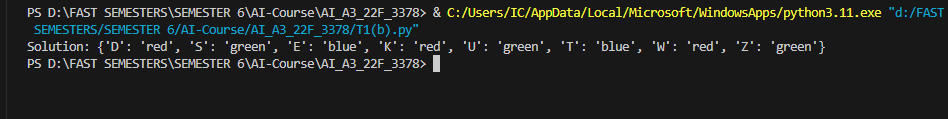 PS D:\FAST SEMESTERS\SEMESTER 6\AI-Course\AI_A3_22F_3378> & C:/Users/IC/AppData/Local/Microsoft/WindowsApps/python3.11.exe "d:/FAST
SEMESTERS/SEMESTER 6/AI-Course/AI_A3_22F_3378/T1(b).py"
Solution: {'D': 'red', 'S': 'green', 'E': 'blue', 'K': 'red', 'U': 'green', 'T': 'blue', 'W': 'red', 'Z': 'green'}
PS D:\FAST SEMESTERS\SEMESTER 6\AI-Course\AI_A3_22F_3378>